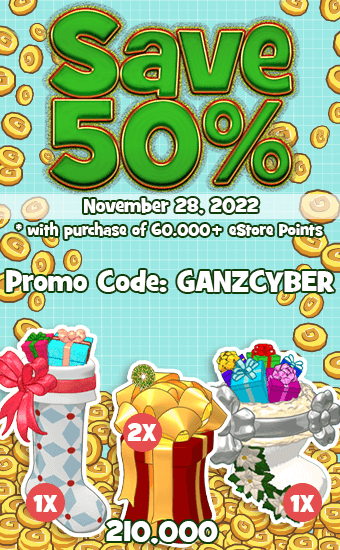 Save
50%
November 28, 2022
* with purchase of 60.000+ eStore Points
Promo Code: GANZCYBER
2X
1X
1X
210.000